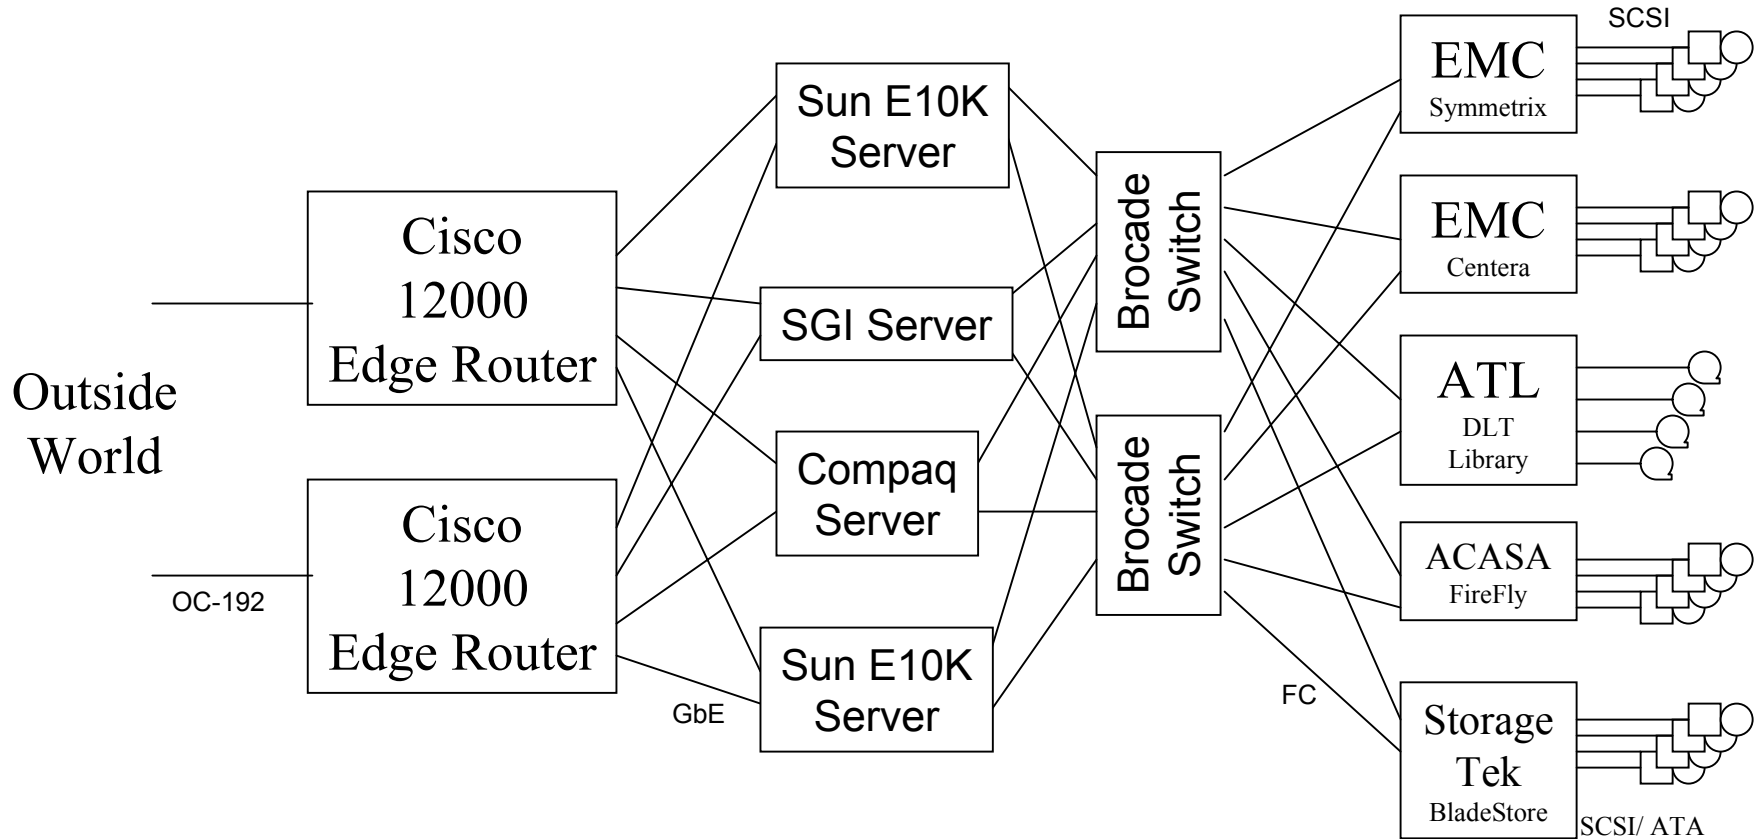 Outside
World
OC-192
Cisco
12000
Edge Router
Cisco
12000
Edge Router
GbE
Sun E10K
Server
SGI Server
Compaq
Server
Sun E10K
Server
Brocade
Switch
Brocade
Switch
FC
SCSI
EMC
Symmetrix
EMC
Centera
ATL
DLT
Library
ACASA
FireFly
Storage
Tek
BladeStore
SCSI/ ATA